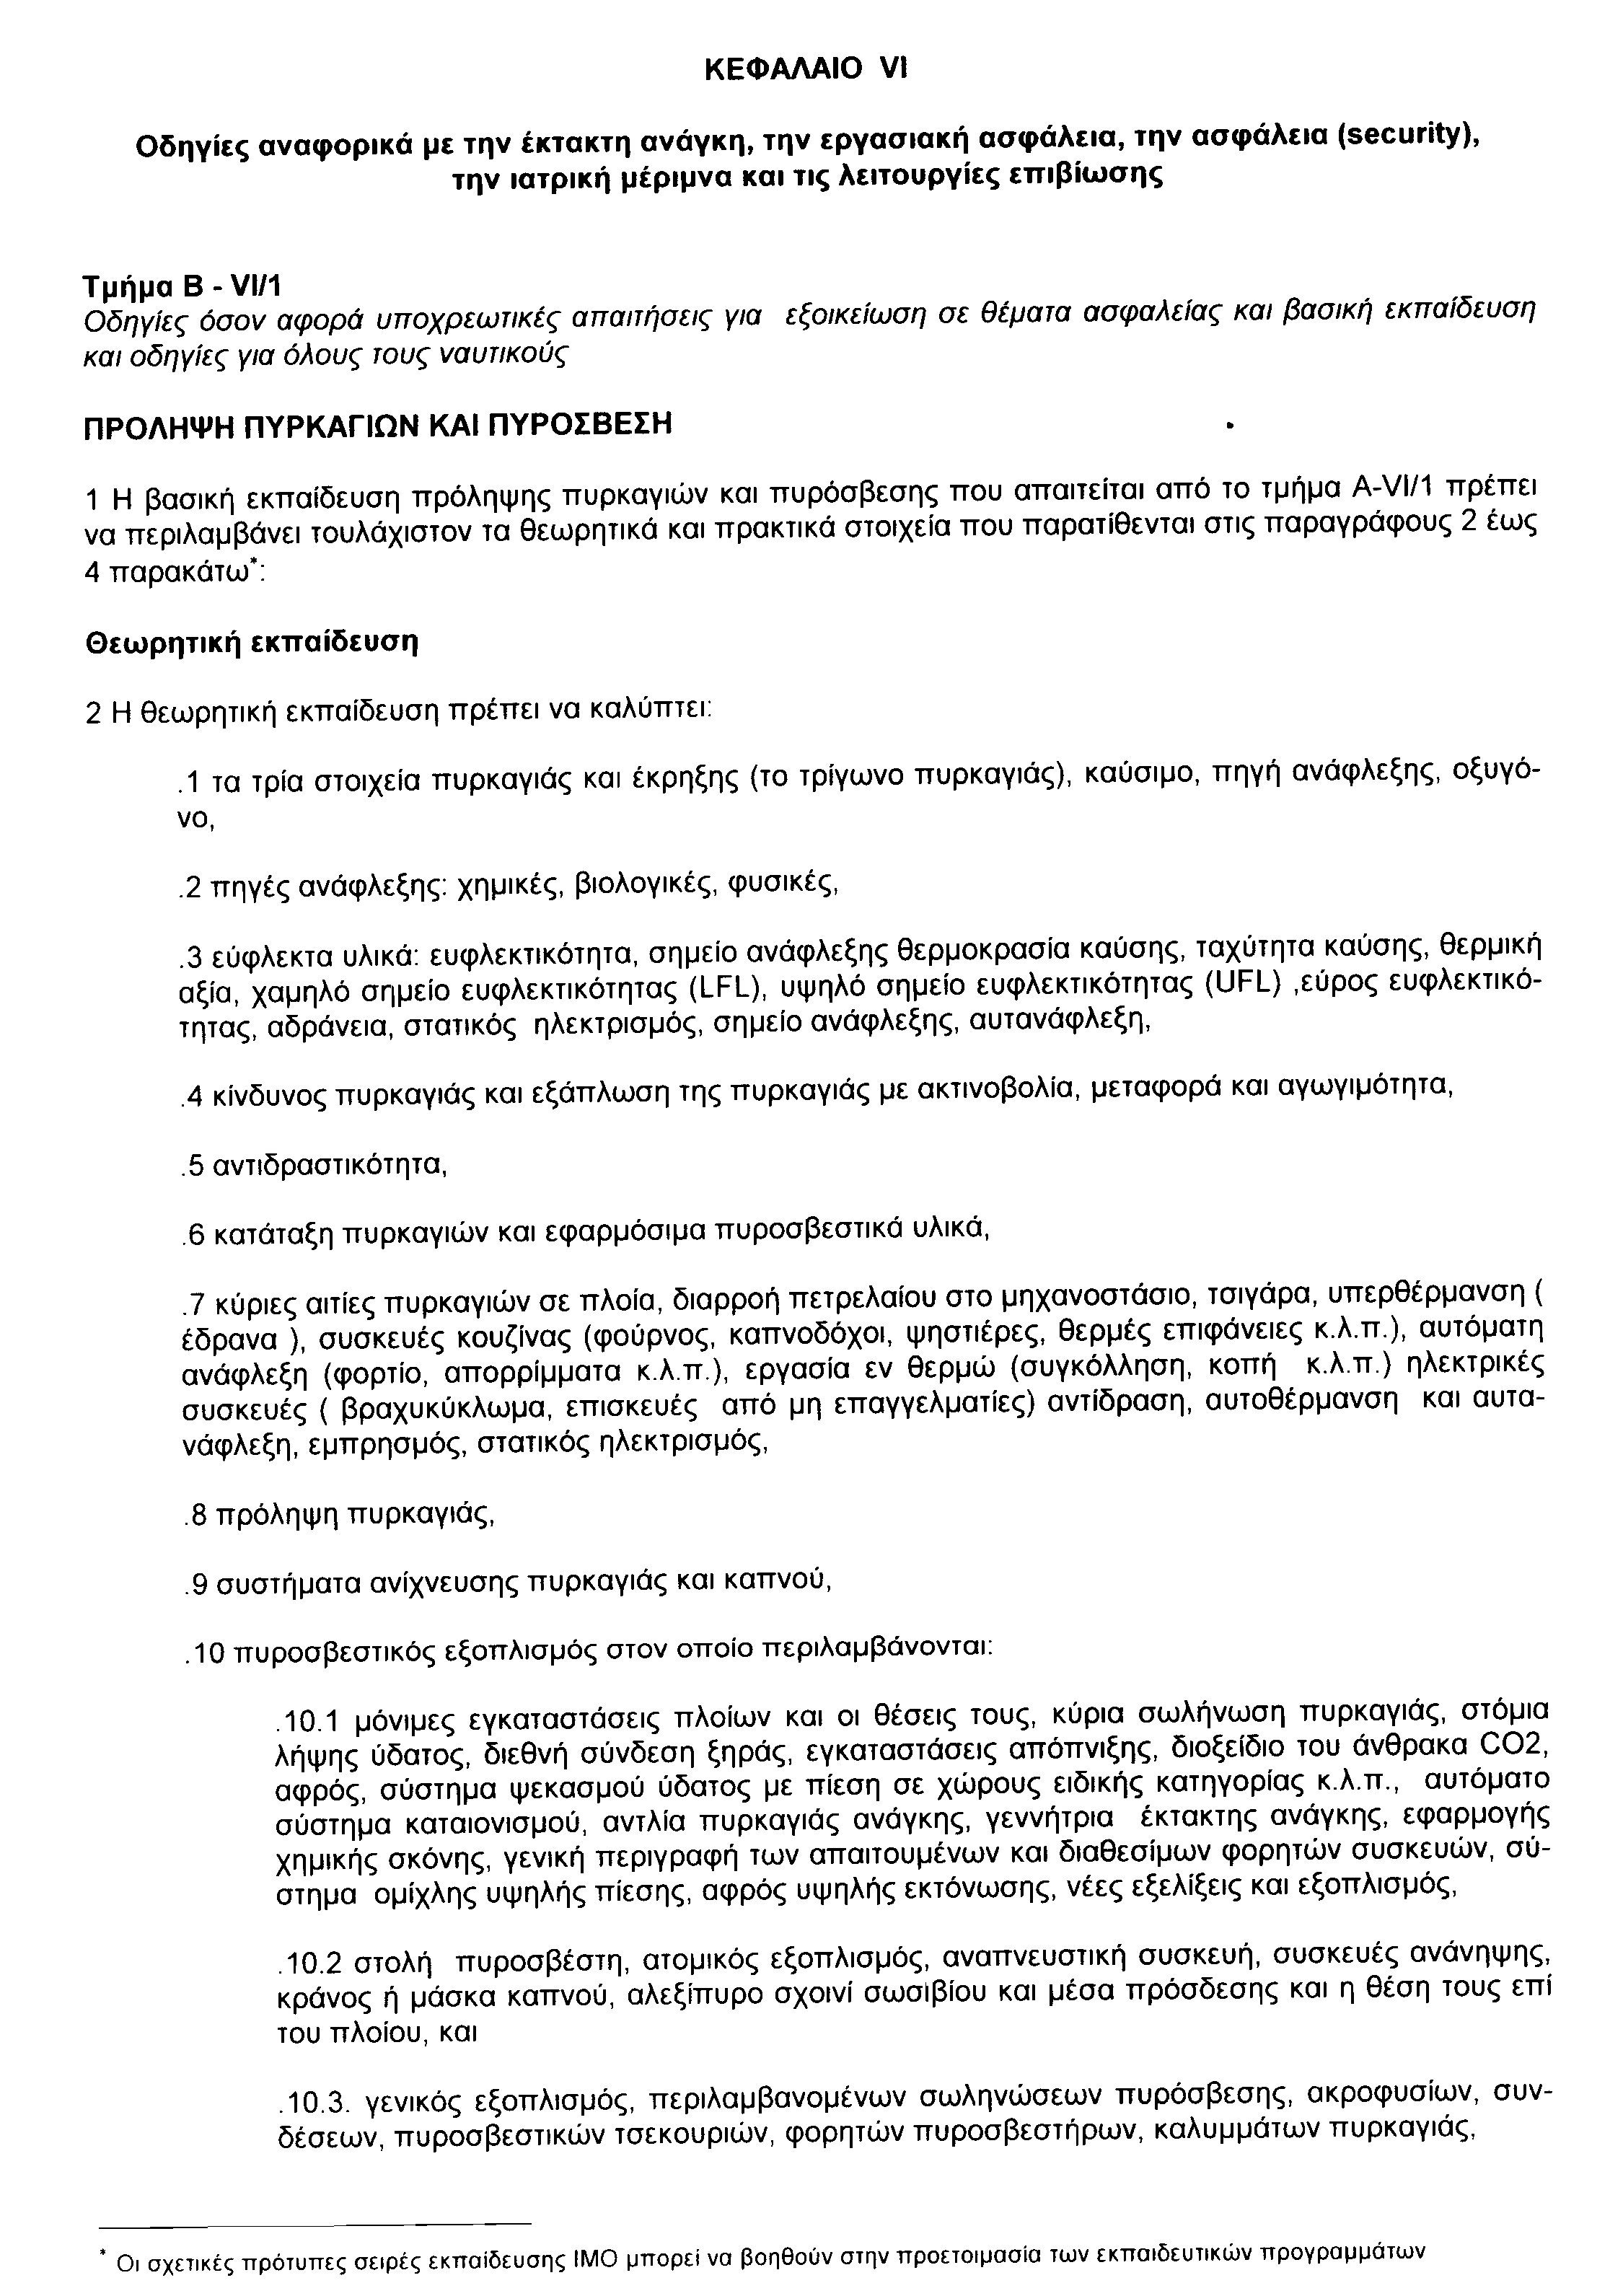 ΚΕΦΑΛΑΙΟ VI
Οδηγίες αναφορικά με την έκτακτη ανάγκη, την εργασιακή ασφάλεια, την ασφάλεια (security),
την ιατρική μέριμνα και τις λειτουργίες επιβίωσης
Τμήμα Β - VI/1
Οδηγίες όσον αφορά υποχρεωτικές απαιτήσεις για εξοικείωση σε θέματα ασφαλείας και βασική εκπαίδευση
και οδηγίες για όλους τους ναυτικούς
ΠΡΟΛΗΨΗ ΠΥΡΚΑΓΙΩΝ ΚΑΙ ΠΥΡΟΣΒΕΣΗ
1 Η βασική εκπαίδευση πρόληψης πυρκαγιών και πυρόσβεσης που απαιτείται από το τμήμα Α-VI/1 πρέπει
να περιλαμβάνει τουλάχιστον τα θεωρητικά και πρακτικά στοιχεία που παρατίθενται στις παραγράφους 2 έως
4 παρακάτω*:
Θεωρητική εκπαίδευση
2 Η θεωρητική εκπαίδευση πρέπει να καλύπτει:
.1 τα τρία στοιχεία πυρκαγιάς και έκρηξης (το τρίγωνο πυρκαγιάς), καύσιμο, πηγή ανάφλεξης, οξυγό-
νο,
.2 πηγές ανάφλεξης: χημικές, βιολογικές, φυσικές,
.3 εύφλεκτα υλικά: ευφλεκτικότητα, σημείο ανάφλεξης θερμοκρασία καύσης, ταχύτητα καύσης, θερμική
αξία, χαμηλό σημείο ευφλεκτικότητας (LFL), υψηλό σημείο ευφλεκτικότητας (UFL) ,εύρος ευφλεκτικό-
τητας, αδράνεια, στατικός ηλεκτρισμός, σημείο ανάφλεξης, αυτανάφλεξη,
.4 κίνδυνος πυρκαγιάς και εξάπλωση της πυρκαγιάς με ακτινοβολία, μεταφορά και αγωγιμότητα,
.5 αντιδραστικότητα,
.6 κατάταξη πυρκαγιών και εφαρμόσιμα πυροσβεστικά υλικά,
.7 κύριες αιτίες πυρκαγιών σε πλοία, διαρροή πετρελαίου στο μηχανοστάσιο, τσιγάρα, υπερθέρμανση (
έδρανα ), συσκευές κουζίνας (φούρνος, καπνοδόχοι, ψηστιέρες, θερμές επιφάνειες κ.λ.π.), αυτόματη
ανάφλεξη (φορτίο, απορρίμματα κ.λ.π.), εργασία εν θερμώ (συγκόλληση, κοπή κ.λ.π.) ηλεκτρικές
συσκευές ( βραχυκύκλωμα, επισκευές από μη επαγγελματίες) αντίδραση, αυτοθέρμανση και αυτα-
νάφλεξη, εμπρησμός, στατικός ηλεκτρισμός,
.8 πρόληψη πυρκαγιάς,
.9 συστήματα ανίχνευσης πυρκαγιάς και καπνού,
.10 πυροσβεστικός εξοπλισμός στον οποίο περιλαμβάνονται:
.10.1 μόνιμες εγκαταστάσεις πλοίων και οι θέσεις τους, κύρια σωλήνωση πυρκαγιάς, στόμια
λήψης ύδατος, διεθνή σύνδεση ξηράς, εγκαταστάσεις απόπνιξης, διοξείδιο του άνθρακα CO2,
αφρός, σύστημα ψεκασμού ύδατος με πίεση σε χώρους ειδικής κατηγορίας κ.λ.π., αυτόματο
σύστημα καταιονισμού, αντλία πυρκαγιάς ανάγκης, γεννήτρια έκτακτης ανάγκης, εφαρμογής
χημικής σκόνης, γενική περιγραφή των απαιτουμένων και διαθεσίμων φορητών συσκευών, σύ-
στημα ομίχλης υψηλής πίεσης, αφρός υψηλής εκτόνωσης, νέες εξελίξεις και εξοπλισμός,
.10.2 στολή πυροσβέστη, ατομικός εξοπλισμός, αναπνευστική συσκευή, συσκευές ανάνηψης,
κράνος ή μάσκα καπνού, αλεξίπυρο σχοινί σωσιβίου και μέσα πρόσδεσης και η θέση τους επί
του πλοίου, και
.10.3. γενικός εξοπλισμός, περιλαμβανομένων σωληνώσεων πυρόσβεσης, ακροφυσίων, συν-
δέσεων, πυροσβεστικών τσεκουριών, φορητών πυροσβεστήρων, καλυμμάτων πυρκαγιάς,
* Οι σχετικές πρότυπες σειρές εκπαίδευσης ΙΜΟ μπορεί να βοηθούν στην προετοιμασία των εκπαιδευτικών προγραμμάτων